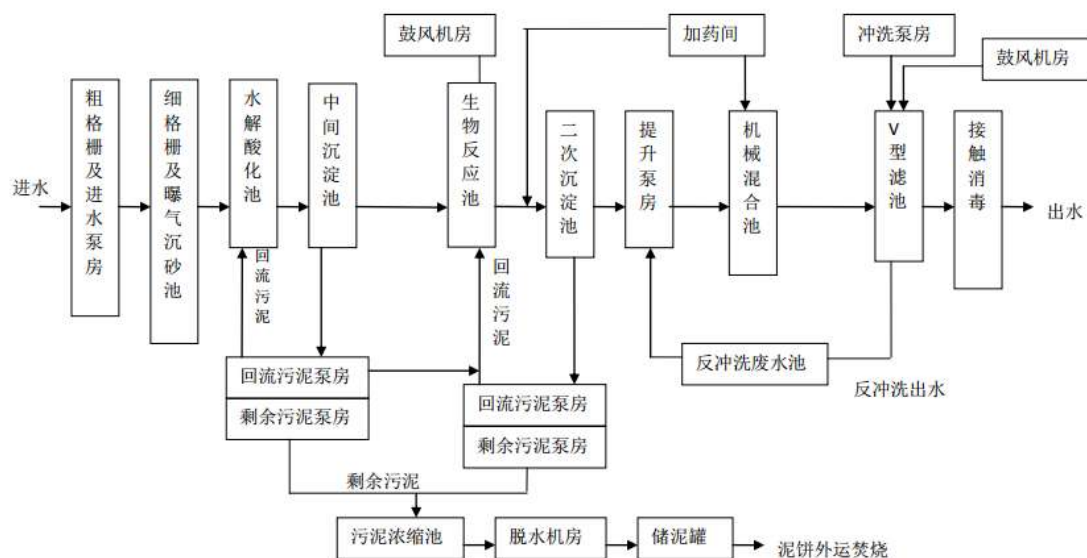 鼓风机房
加药间
冲洗泵房
鼓风机房
进水
粗格栅及进水泵房
细格栅及曝气沉砂池
水解酸化池
中间沉淀池
生物反应池
二次沉淀池
提升泵房
机械混合池
V型滤池
接触消毒
出水
回流污泥
回流污泥
回流污泥泵房
剩余污泥泵房
回流污泥泵房
剩余污泥泵房
反冲洗废水池
反冲洗出水
剩余污泥
污泥浓缩池
脱水机房
储泥罐
泥饼外运焚烧